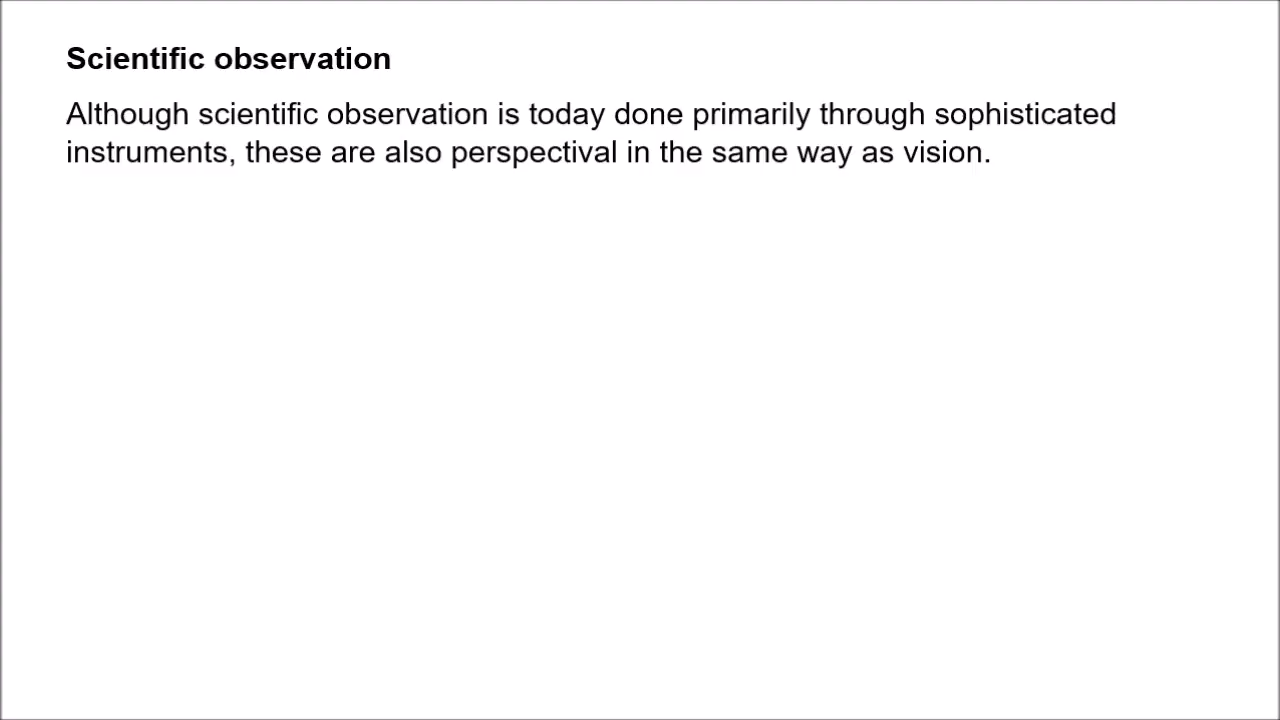 Scientific observation
Although scientific observation is today done primarily through sophisticated
instruments, these are also perspectival in the same way as vision.